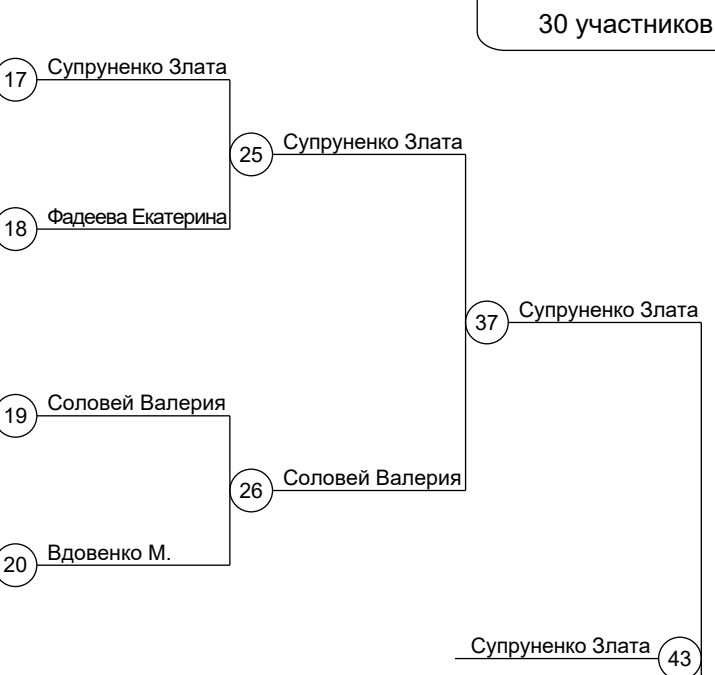 30 участников
17 Супруненко Злата
25 Супруненко Злата
18 Фадеева Екатерина
37 Супруненко Злата
19 Соловей Валерия
26 Соловей Валерия
20 Вдовенко М.
Супруненко Злата 43